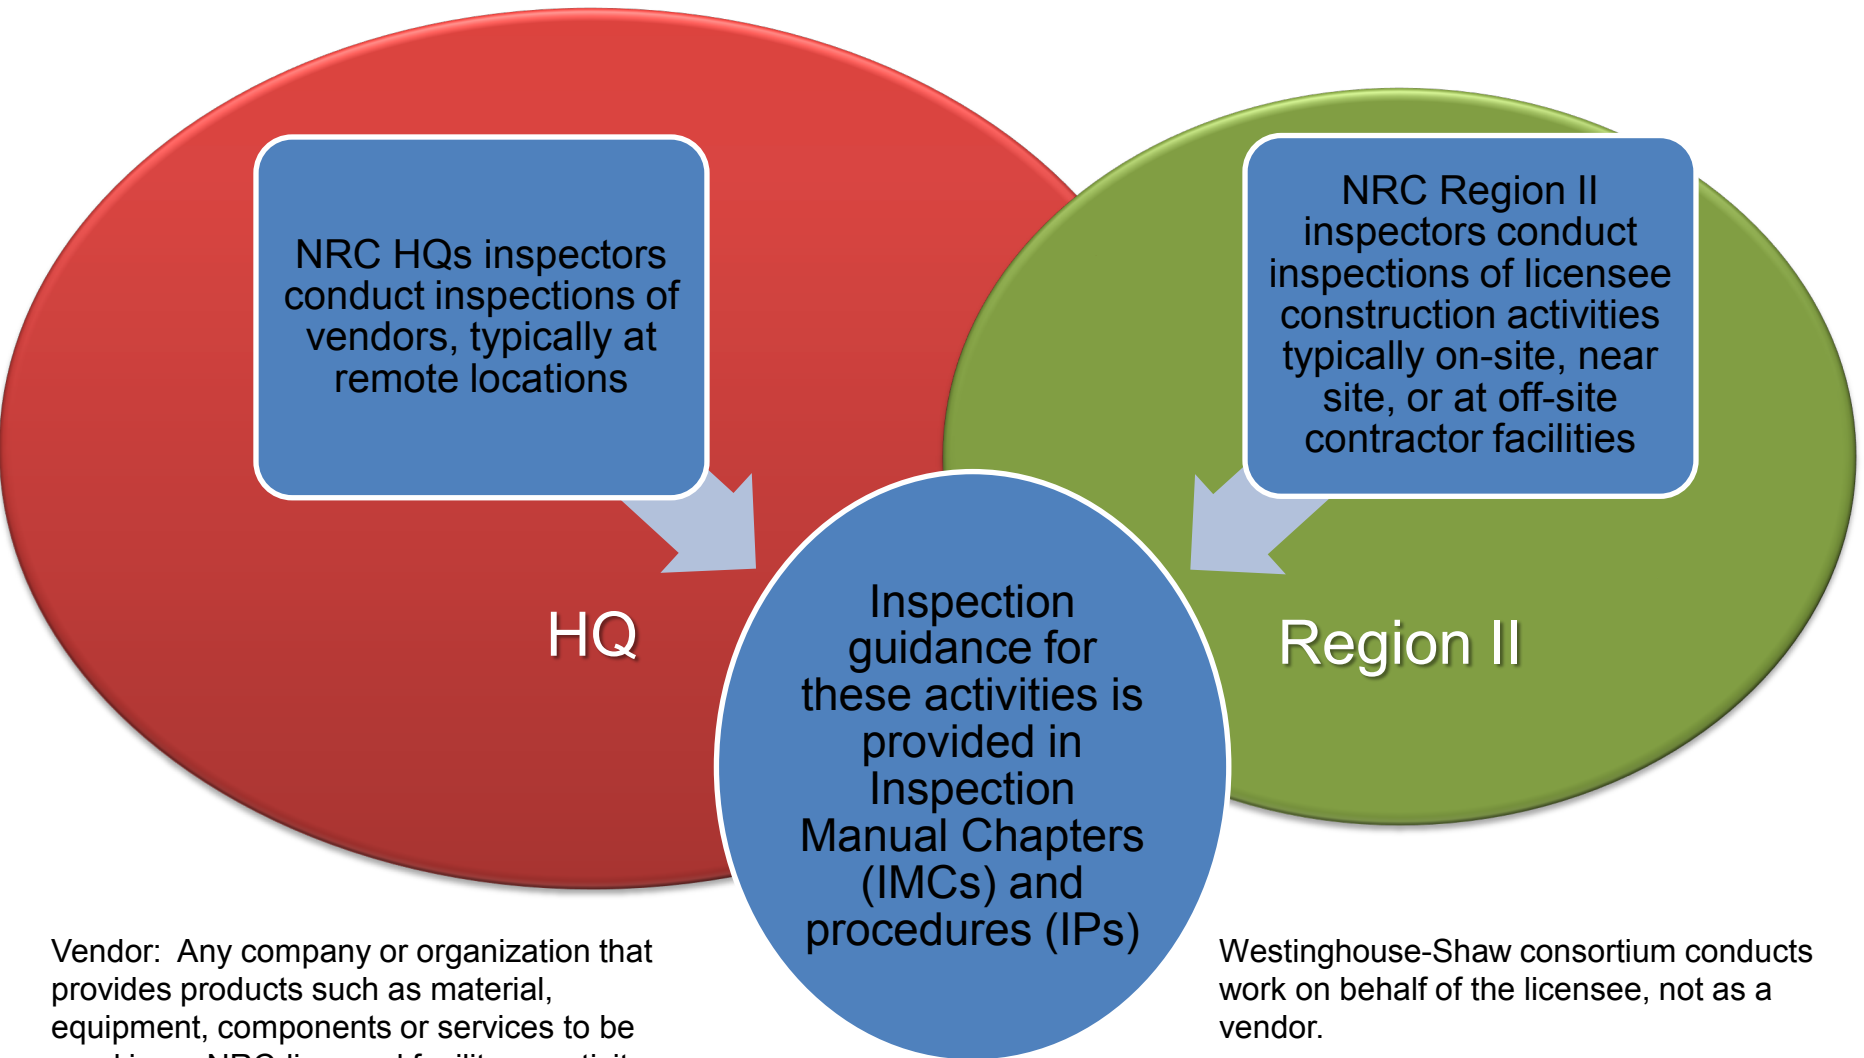 NRC HQs inspectors
conduct inspections of
vendors, typically at
remote locations
NRC Region II
inspectors conduct
inspections of licensee
construction activities
typically on-site, near
site, or at off-site
contractor facilities
HQ
Region II
Inspection
guidance for
these activities is
provided in
Inspection
Manual Chapters
(IMCs) and
procedures (IPs)
Vendor:  Any company or organization that
provides products such as material,
equipment, components or services to be
Westinghouse-Shaw consortium conducts
work on behalf of the licensee, not as a
vendor.